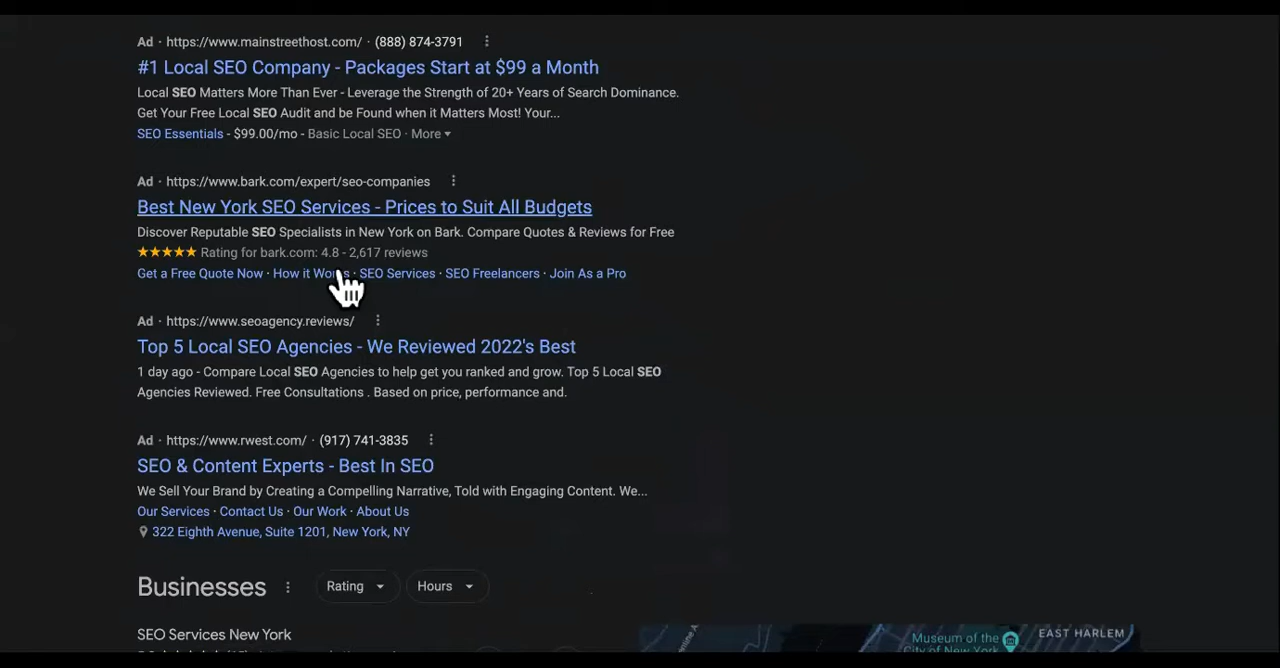 Ad · https://www.mainstreethost.com/ · (888) 874-3791
#1 Local SEO Company - Packages Start at $99 a Month
Local SEO Matters More Than Ever - Leverage the Strength of 20+ Years of Search Dominance.
Get Your Free Local SEO Audit and be Found when it Matters Most! Your...
SEO Essentials - $99.00/mo - Basic Local SEO · More
Ad · https://www.bark.com/expert/seo-companies
Best New York SEO Services - Prices to Suit All Budgets
Discover Reputable SEO Specialists in New York on Bark. Compare Quotes & Reviews for Free
Rating for bark.com: 4.8 - 2,617 reviews
Get a Free Quote Now · How it Works · SEO Services · SEO Freelancers · Join As a Pro
Ad · https://www.seoagency.reviews/
Top 5 Local SEO Agencies - We Reviewed 2022's Best
1 day ago - Compare Local SEO Agencies to help get you ranked and grow. Top 5 Local SEO
Agencies Reviewed. Free Consultations . Based on price, performance and.
Ad · https://www.rwest.com/ · (917) 741-3835
SEO & Content Experts - Best In SEO
We Sell Your Brand by Creating a Compelling Narrative, Told with Engaging Content. We...
Our Services · Contact Us · Our Work · About Us
322 Eighth Avenue, Suite 1201, New York, NY
Businesses
Rating
Hours
SEO Services New York
Museum of the
City of New York
EAST HARLEM